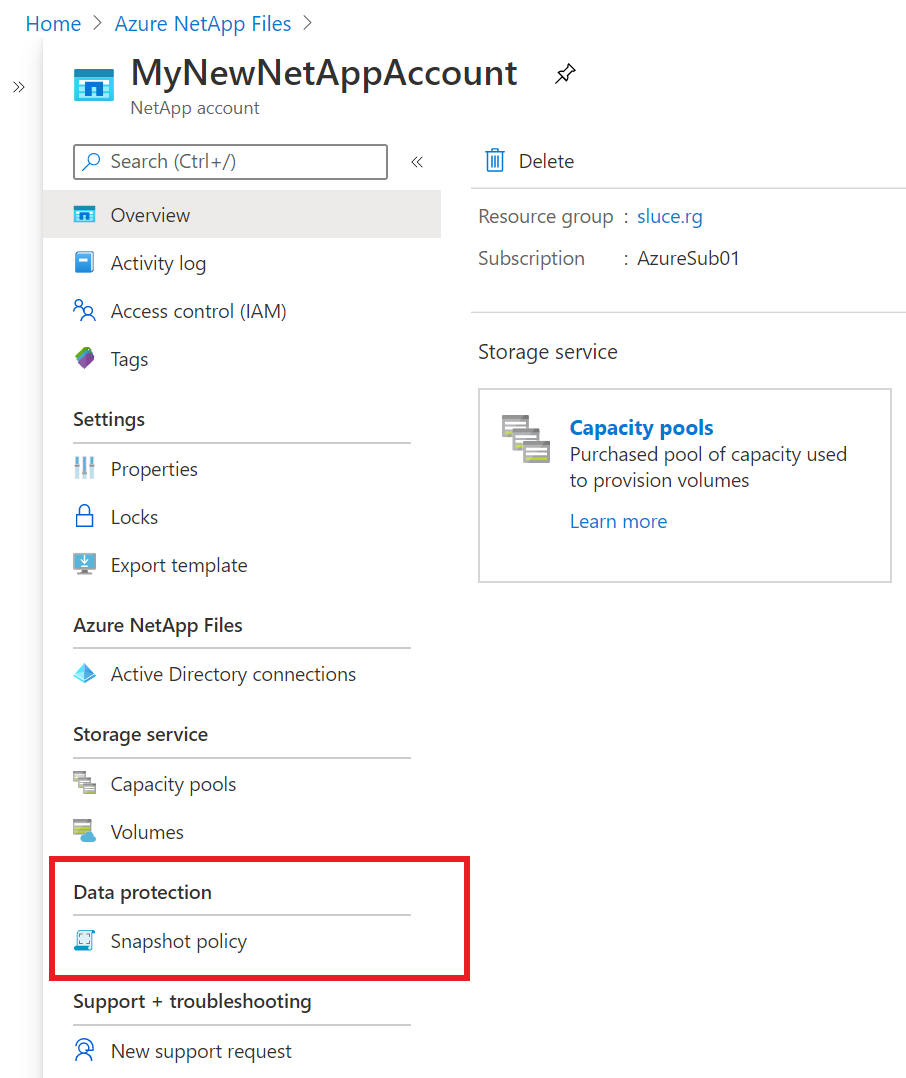 Home > Azure NetApp Files >
MyNewNetAppAccount
NetApp account
Search (Ctrl+/)
Overview
Activity log
Access control (IAM)
Tags
Settings
Properties
Locks
Export template
Azure NetApp Files
Active Directory connections
Storage service
Capacity pools
Volumes
Data protection
Snapshot policy
Support + troubleshooting
New support request
Delete
Resource group : sluce.rg
Subscription : AzureSub01
Storage service
Capacity pools
Purchased pool of capacity used
to provision volumes
Learn more